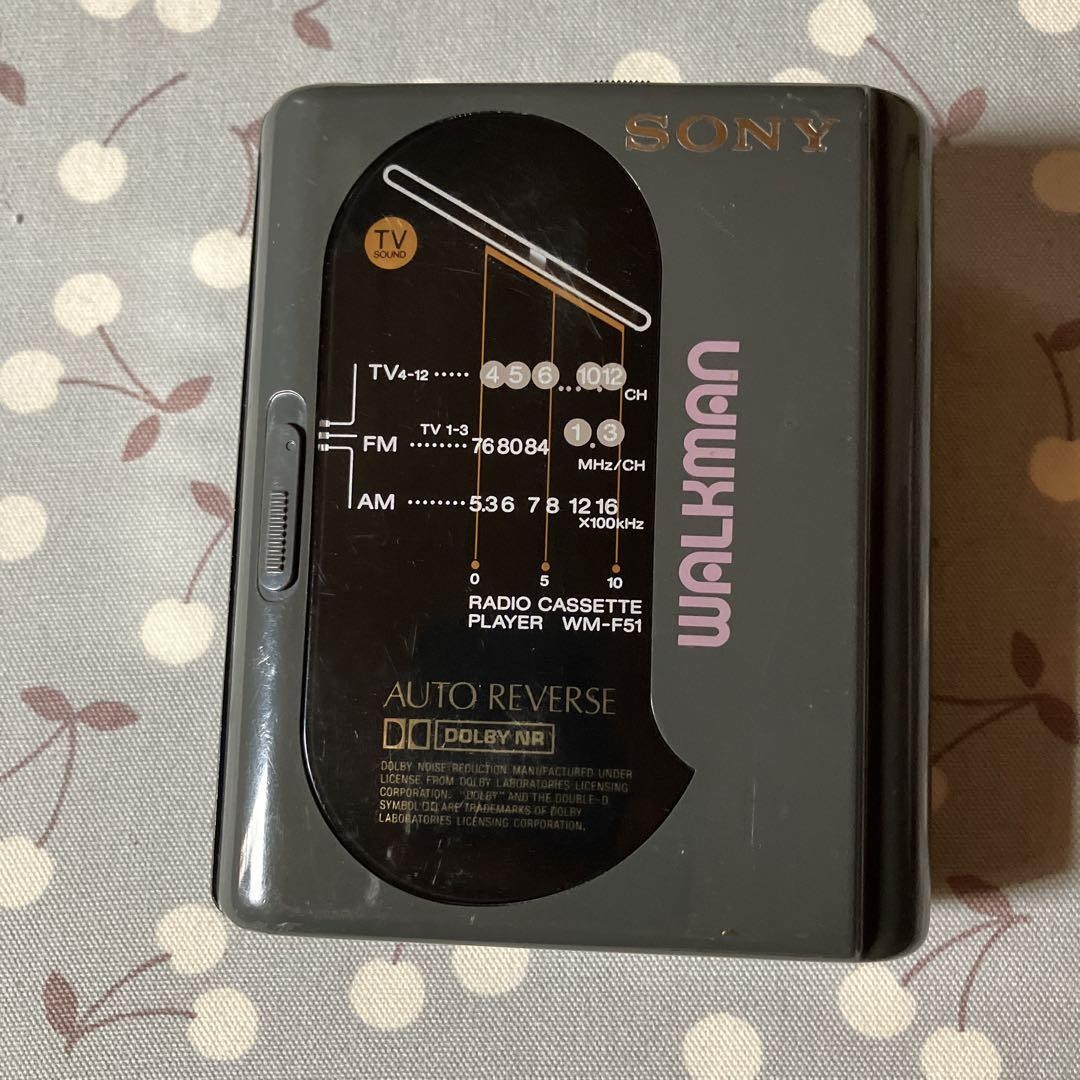 SONY
TV
SOUND
TV4-12 ····· 4 5 6 .... 10 12
CH
TV 1-3
FM ········ 76 80 84 1 . 3
MHz/CH
AM ········ 5.3 6 7 8 12 16
X100kHz
0 5 10
RADIO CASSETTE
PLAYER WM-F51
WALKMAN
AUTO REVERSE
DOLBY NR
DOLBY NOISE REDUCTION MANUFACTURED UNDER
LICENSE FROM DOLBY LABORATORIES LICENSING
CORPORATION. "DOLBY" AND THE DOUBLE-D
SYMBOL DD ARE TRADEMARKS OF DOLBY
LABORATORIES LICENSING CORPORATION.